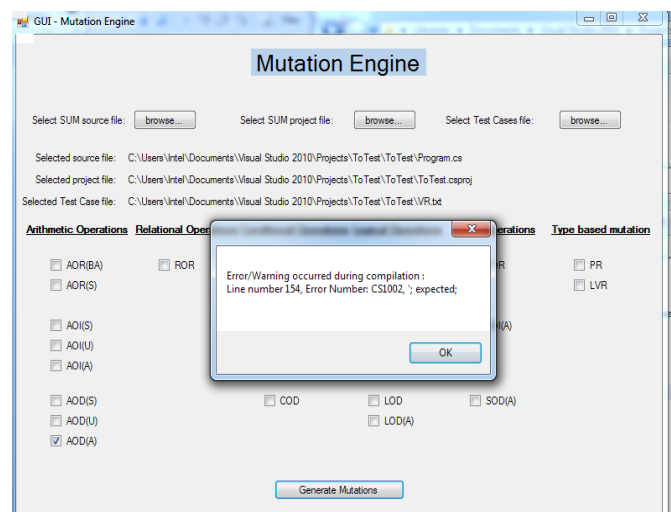 GUI - Mutation Engine
Mutation Engine
Select SUM source file: browse... Select SUM project file: browse... Select Test Cases file: browse...
Selected source file: C:\Users\Intel\Documents\Visual Studio 2010\Projects\ToTest\ToTest\Program.cs
Selected project file: C:\Users\Intel\Documents\Visual Studio 2010\Projects\ToTest\ToTest\ToTest.csproj
Selected Test Case file: C:\Users\Intel\Documents\Visual Studio 2010\Projects\ToTest\ToTest\VR.txt
Arithmetic Operations Relational Oper erations Type based mutation
AOR(BA) ROR R PR
AOR(S) LVR
Error/Warning occurred during compilation :
Line number 154, Error Number: CS1002, '; expected;
OK
AOI(S) I(A)
AOI(U)
AOI(A)
AOD(S) COD LOD SOD(A)
AOD(U) LOD(A)
AOD(A)
Generate Mutations